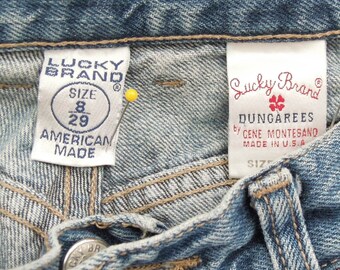 LUCKY
BRAND®
SIZE
8
29
AMERICAN
MADE
Lucky Brand®
DUNGAREES
by GENE MONTESANO
MADE IN U.S.A.
SIZE